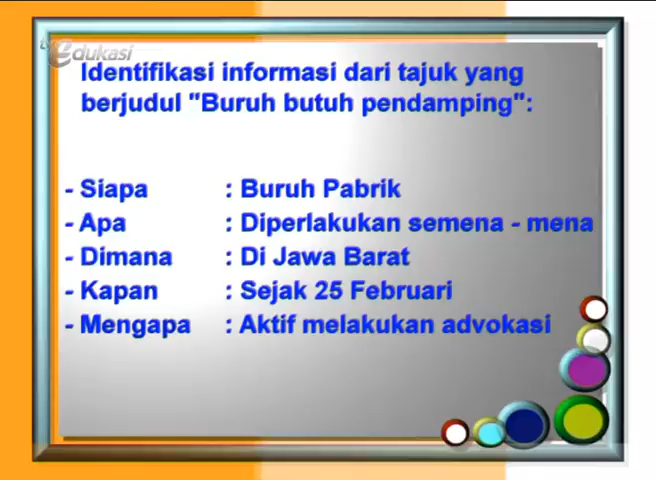 tv edukasi
Identifikasi informasi dari tajuk yang
berjudul "Buruh butuh pendamping":
- Siapa : Buruh Pabrik
- Apa : Diperlakukan semena - mena
- Dimana : Di Jawa Barat
- Kapan : Sejak 25 Februari
- Mengapa : Aktif melakukan advokasi